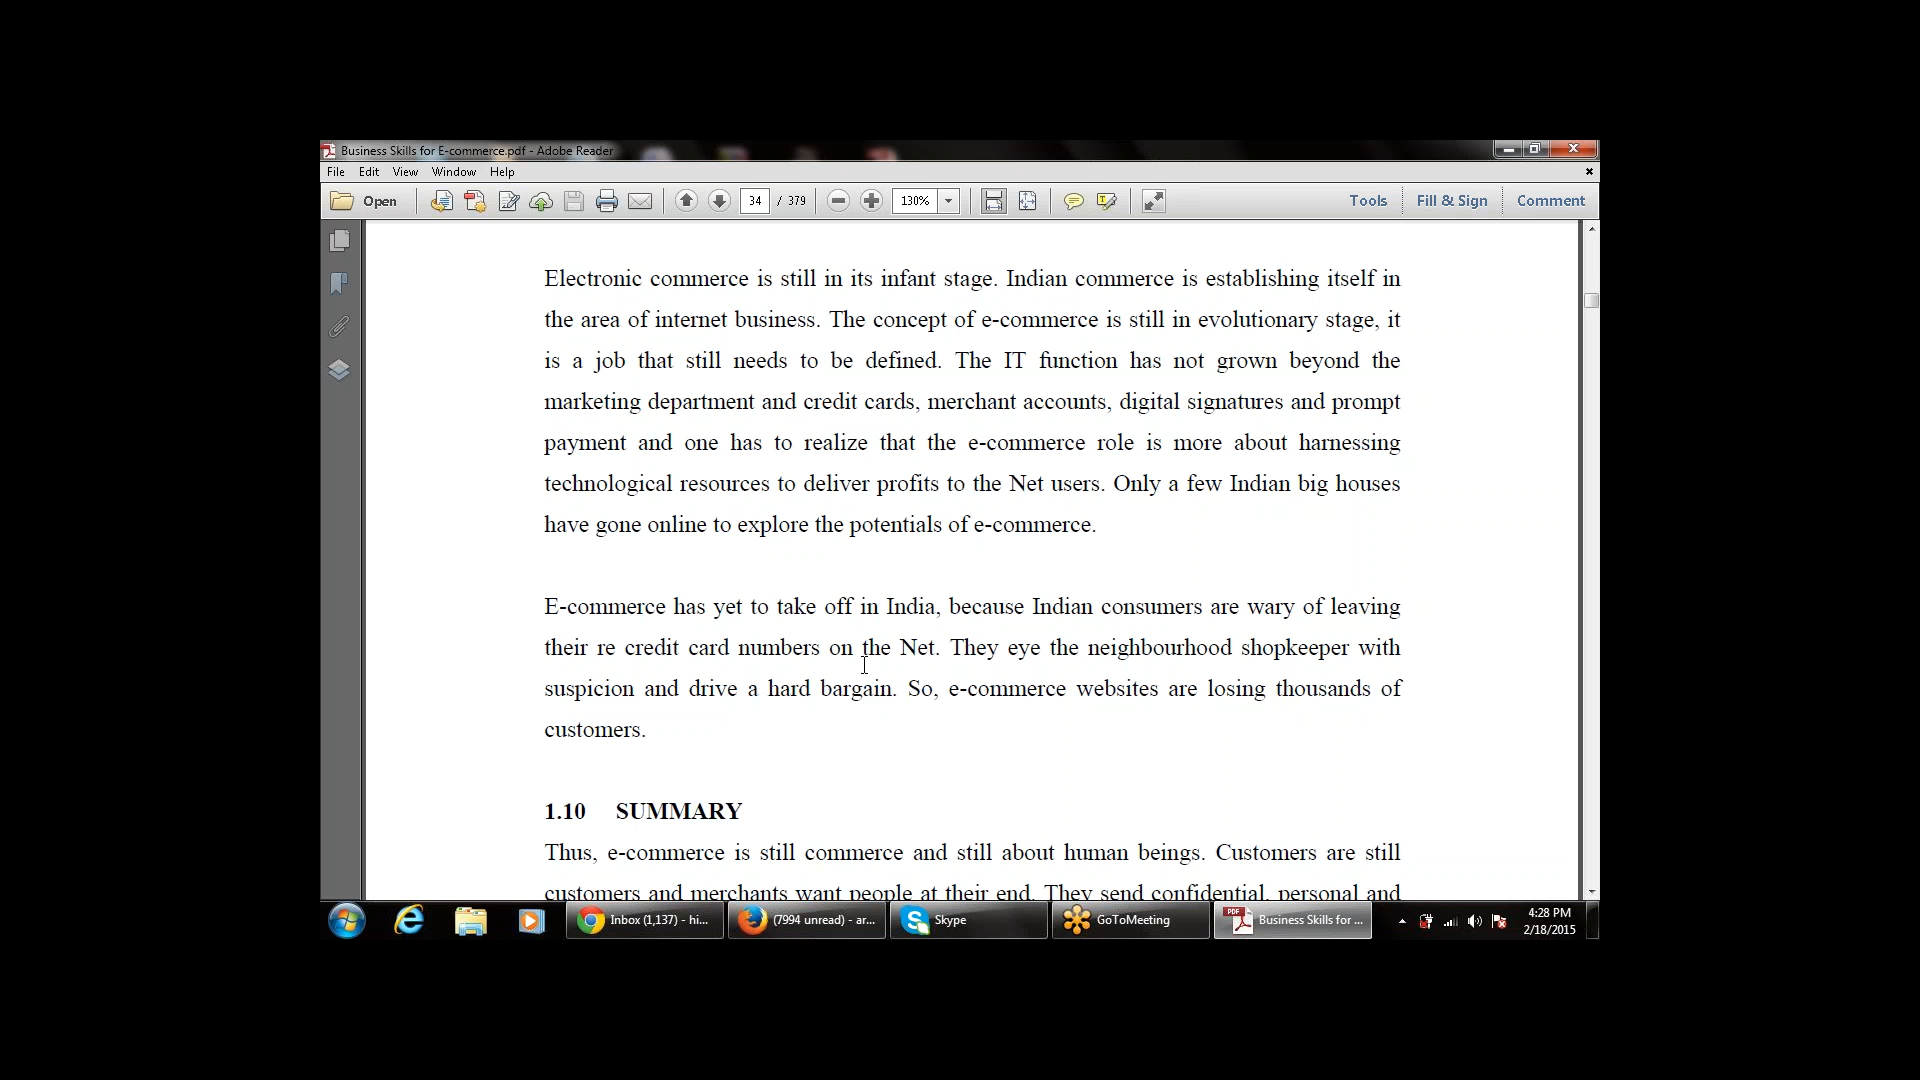 Business Skills for E-commerce.pdf - Adobe Reader
File Edit View Window Help
Open 34 / 379 130% Tools Fill & Sign Comment
Electronic commerce is still in its infant stage. Indian commerce is establishing itself in
the area of internet business. The concept of e-commerce is still in evolutionary stage, it
is a job that still needs to be defined. The IT function has not grown beyond the
marketing department and credit cards, merchant accounts, digital signatures and prompt
payment and one has to realize that the e-commerce role is more about harnessing
technological resources to deliver profits to the Net users. Only a few Indian big houses
have gone online to explore the potentials of e-commerce.
E-commerce has yet to take off in India, because Indian consumers are wary of leaving
their re credit card numbers on the Net. They eye the neighbourhood shopkeeper with
suspicion and drive a hard bargain. So, e-commerce websites are losing thousands of
customers.
1.10 SUMMARY
Thus, e-commerce is still commerce and still about human beings. Customers are still
customers and merchants want people at their end. They send confidential, personal and
Inbox (1,137) - hi... (7994 unread) - ar... Skype GoToMeeting Business Skills for ... 4:28 PM
2/18/2015